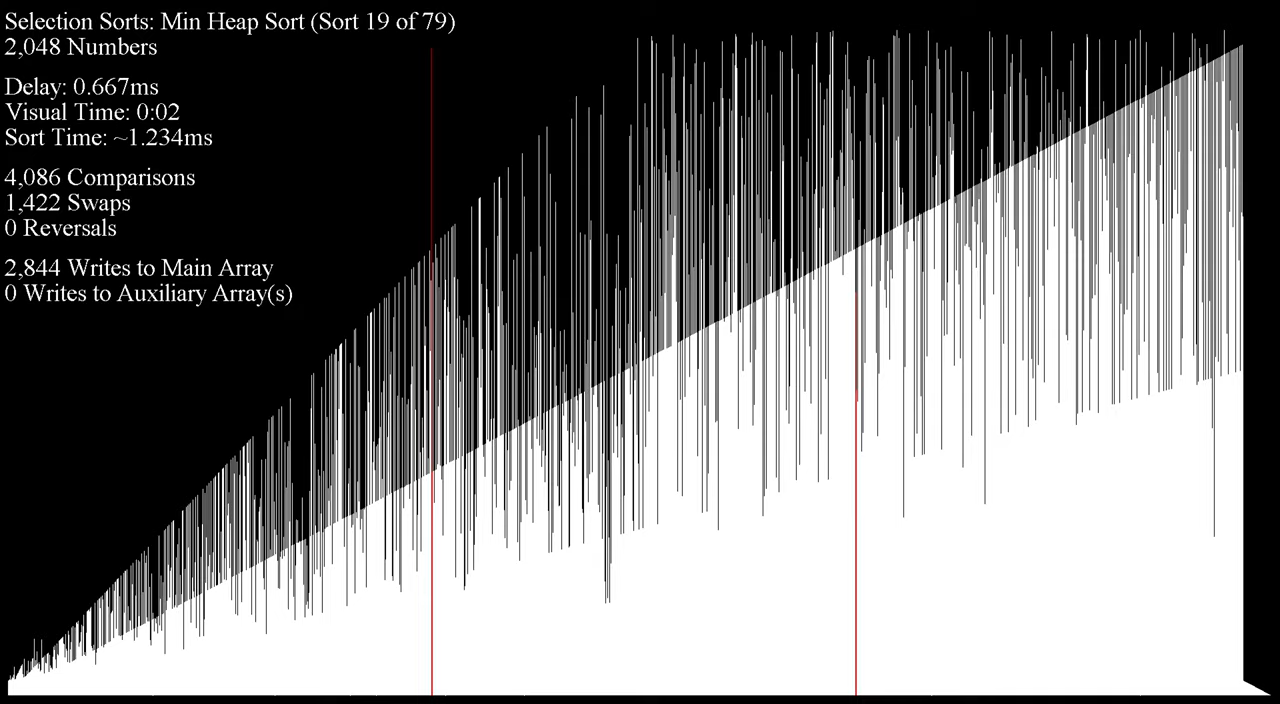 Selection Sorts: Min Heap Sort (Sort 19 of 79)
2,048 Numbers
Delay: 0.667ms
Visual Time: 0:02
Sort Time: ~1.234ms
4,086 Comparisons
1,422 Swaps
0 Reversals
2,844 Writes to Main Array
0 Writes to Auxiliary Array(s)